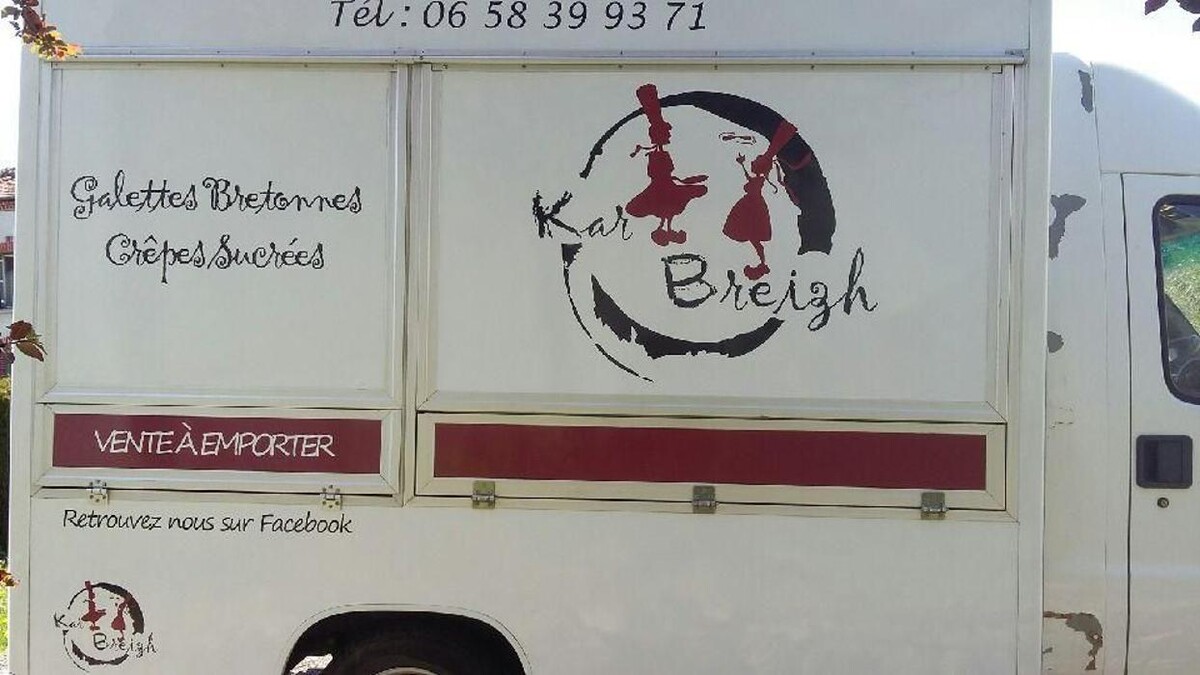 Tél : 06 58 39 93 71
Galettes Bretonnes
Crêpes Sucrées
Kar
Breizh
VENTE À EMPORTER
Retrouvez nous sur Facebook
Kar
Breizh